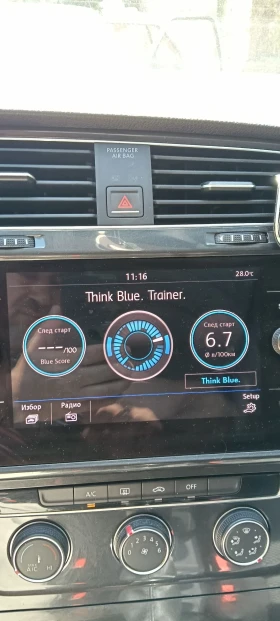 PASSENGER
AIR BAG
11:16
28.0°C
Think Blue. Trainer.
След старт
---/100
Blue Score
След старт
6.7
Ø в/100км
Think Blue.
Избор
Радио
Setup
A/C
OFF
A/C
HI